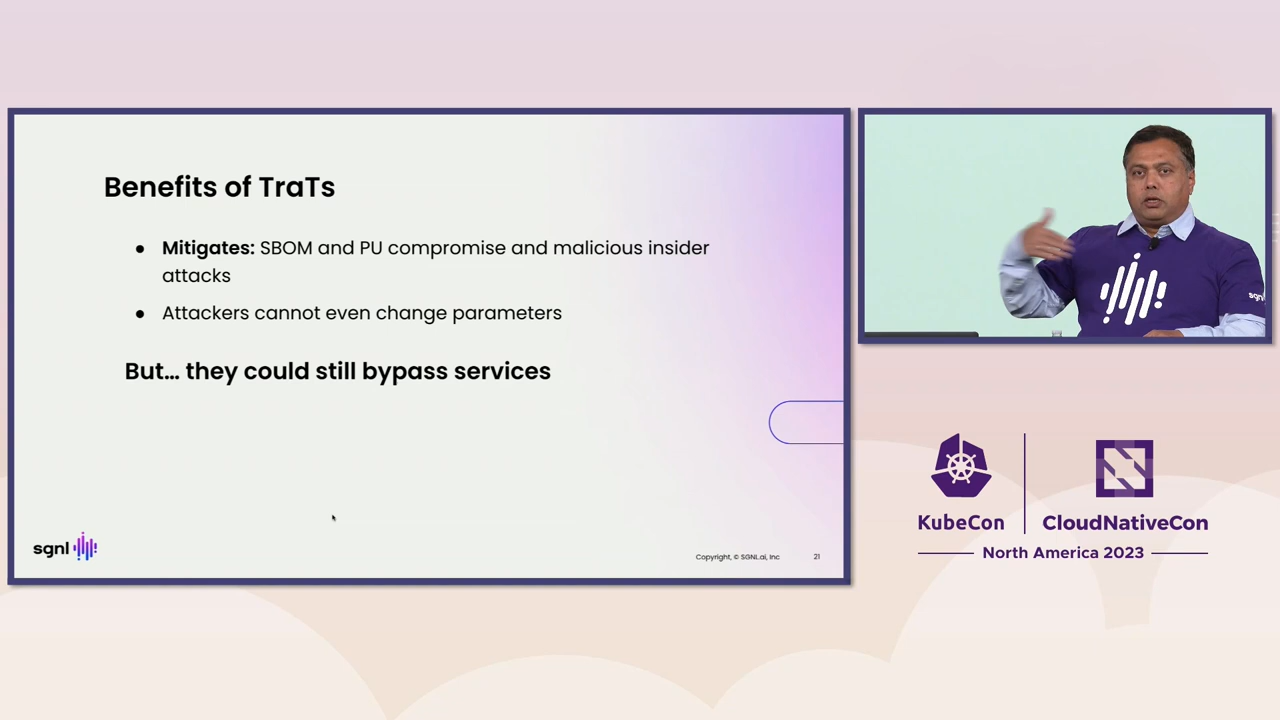 Benefits of TraTs
● Mitigates: SBOM and PU compromise and malicious insider
attacks
● Attackers cannot even change parameters
But... they could still bypass services
sgnl
Copyright, © SGNL.ai, Inc 21
sgnl
KubeCon
CloudNativeCon
North America 2023